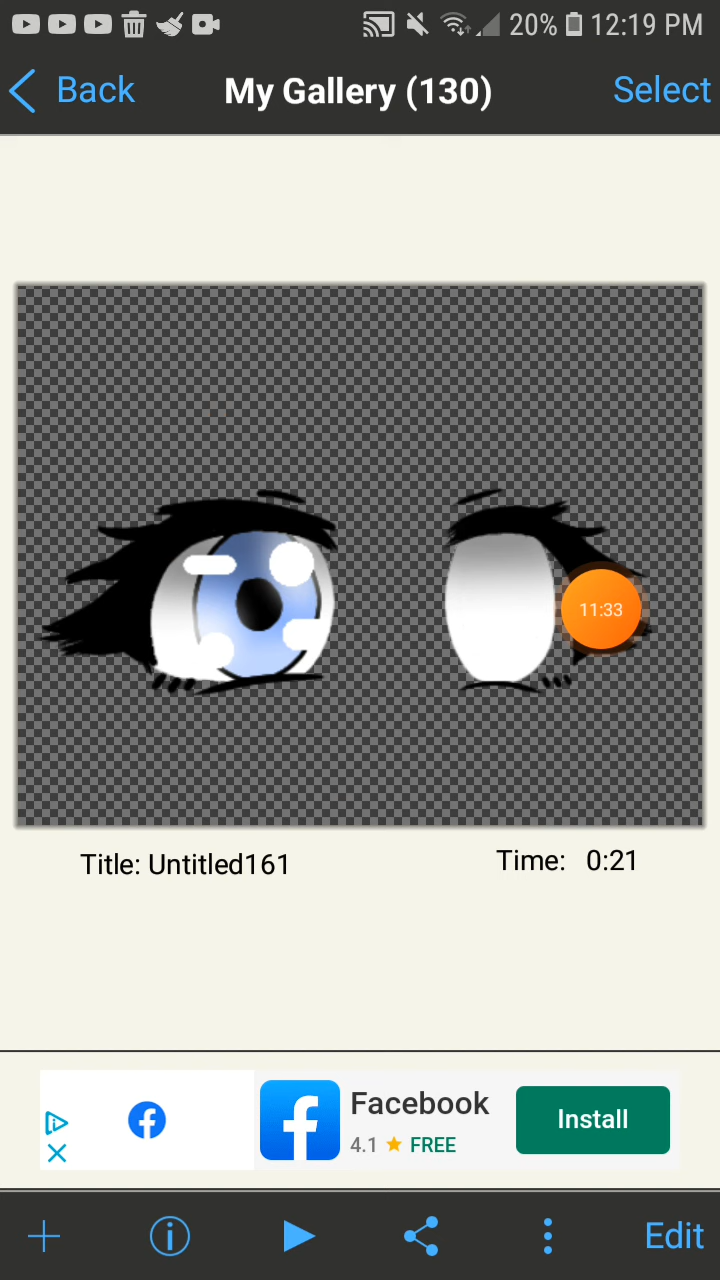 20% 12:19 PM
Back My Gallery (130) Select
11:33
Title: Untitled161 Time: 0:21
Facebook
4.1 FREE
Install
Edit